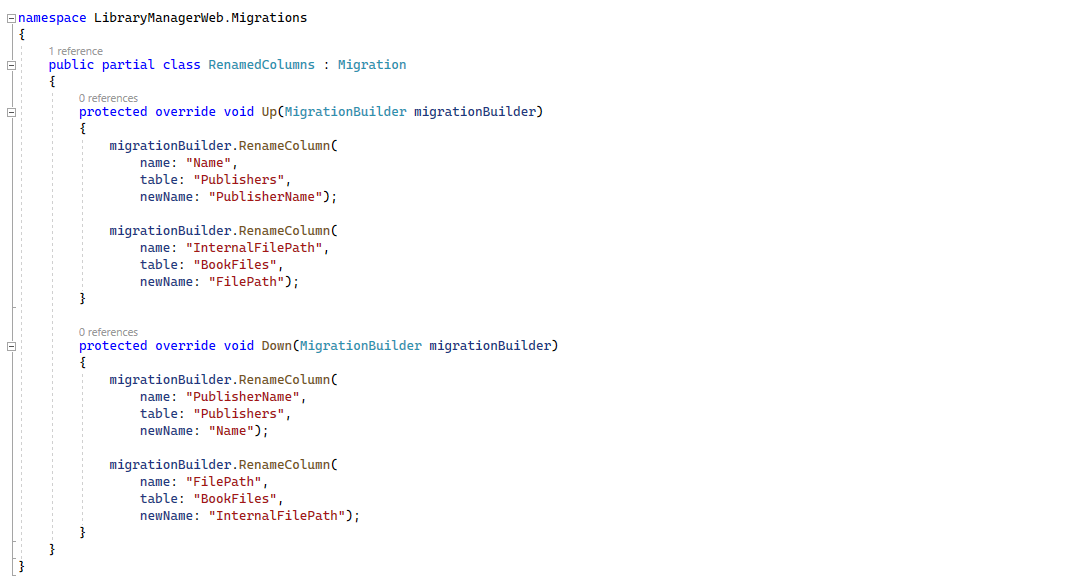 namespace LibraryManagerWeb.Migrations
{
1 reference
public partial class RenamedColumns : Migration
{
0 references
protected override void Up(MigrationBuilder migrationBuilder)
{
migrationBuilder.RenameColumn(
name: "Name",
table: "Publishers",
newName: "PublisherName");
migrationBuilder.RenameColumn(
name: "InternalFilePath",
table: "BookFiles",
newName: "FilePath");
}
0 references
protected override void Down(MigrationBuilder migrationBuilder)
{
migrationBuilder.RenameColumn(
name: "PublisherName",
table: "Publishers",
newName: "Name");
migrationBuilder.RenameColumn(
name: "FilePath",
table: "BookFiles",
newName: "InternalFilePath");
}
}
}